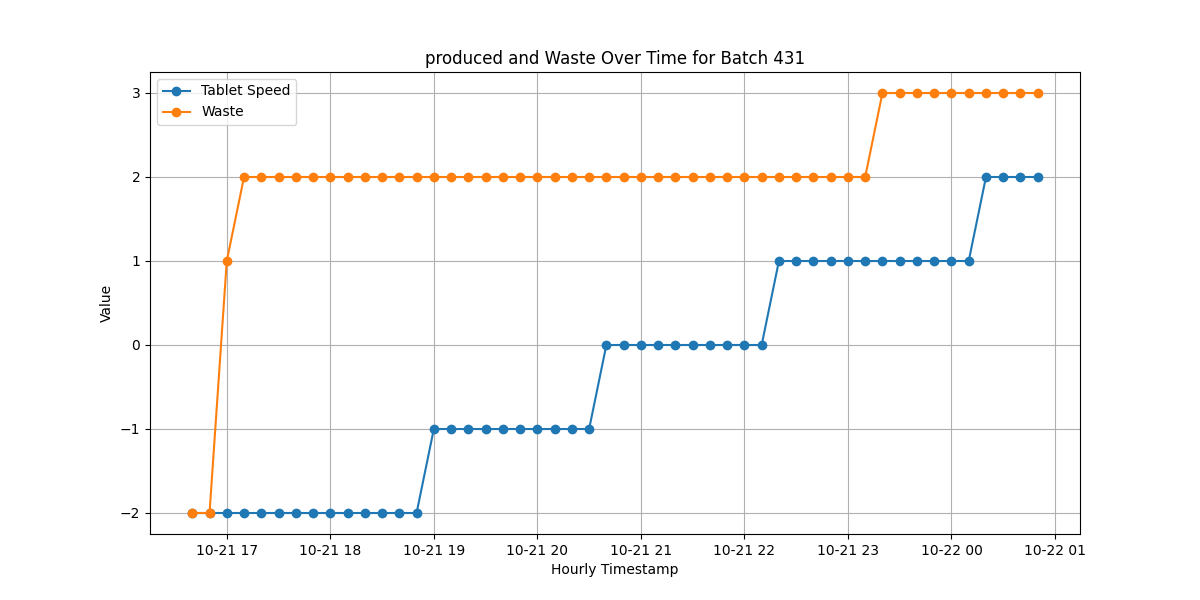 produced and Waste Over Time for Batch 431
Tablet Speed
Waste
3
2
1
0
−1
−2
Value
10-21 17 10-21 18 10-21 19 10-21 20 10-21 21 10-21 22 10-21 23 10-22 00 10-22 01
Hourly Timestamp